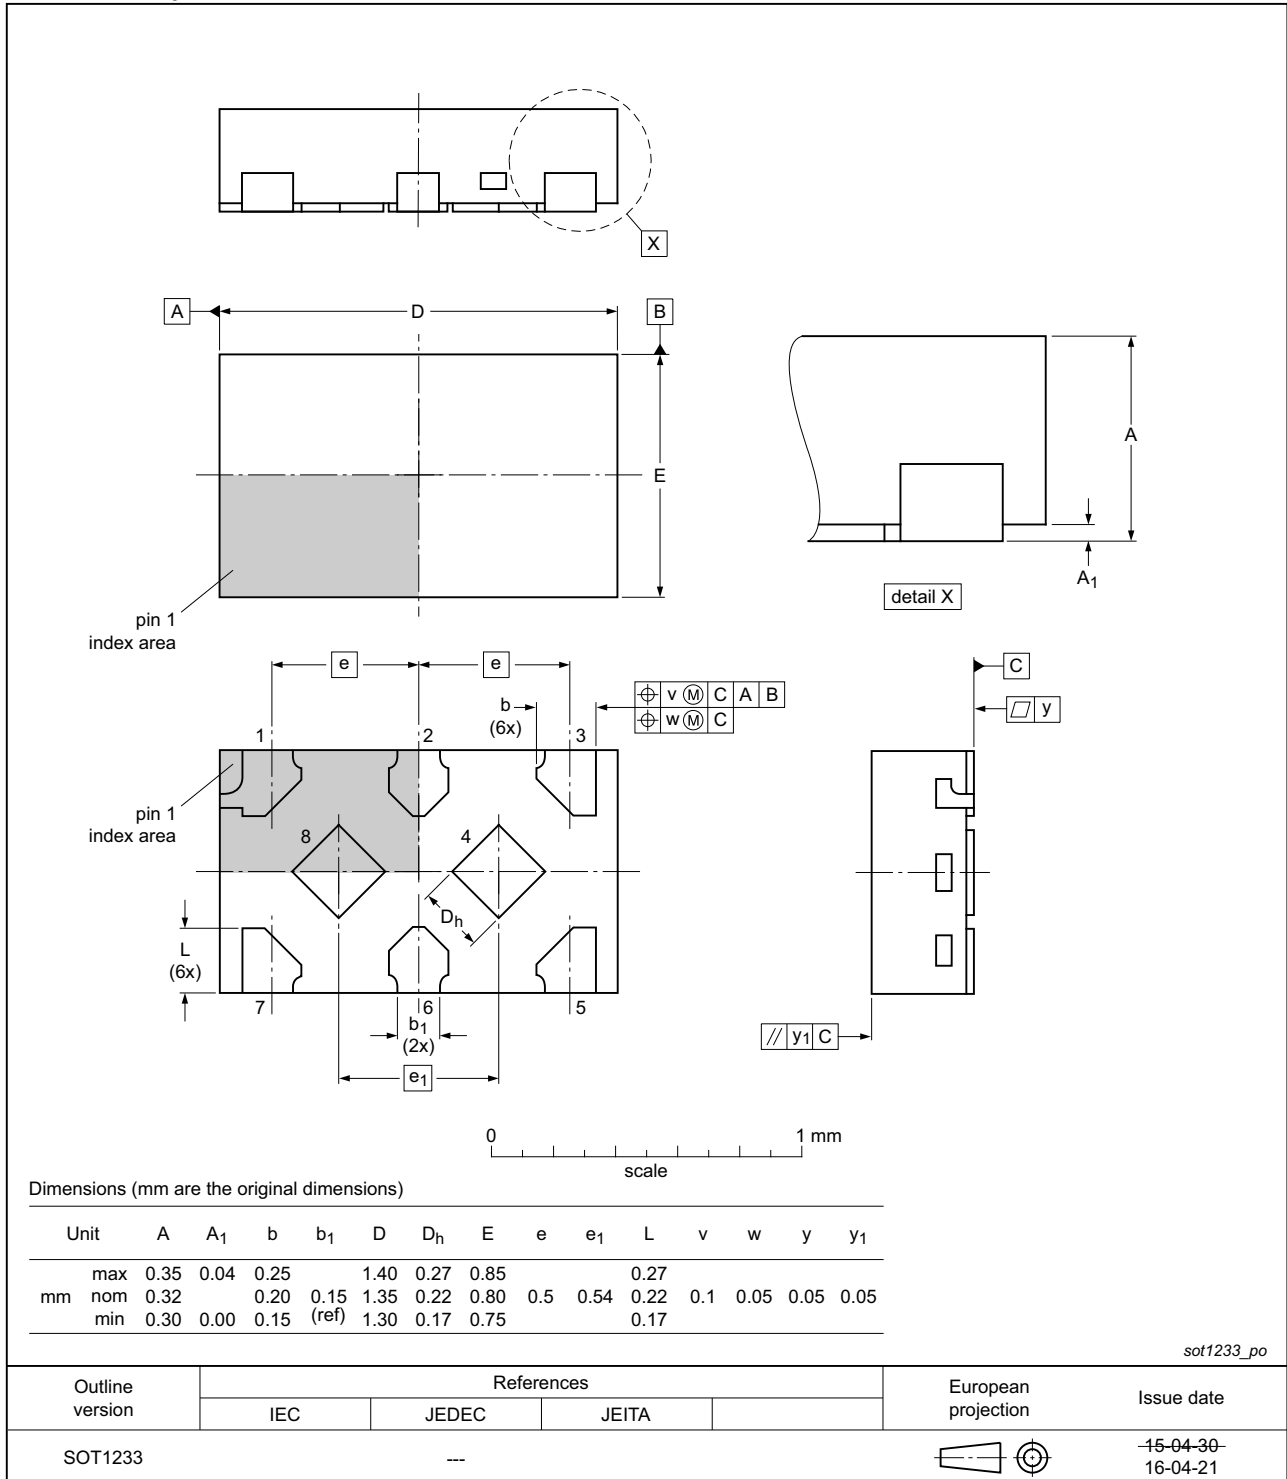 X
A D B
E
pin 1
index area
A
A1
detail X
e e
b
(6x)
v M C A B
w M C
1 2 3
pin 1
index area
8 4
Dh
L
(6x)
7 6 5
b1
(2x)
e1
C
y
// y1 C
0 1 mm
scale
Dimensions (mm are the original dimensions)
Unit A A1 b b1 D Dh E e e1 L v w y y1
max 0.35 0.04 0.25 1.40 0.27 0.85 0.27
mm nom 0.32 0.20 0.15 1.35 0.22 0.80 0.5 0.54 0.22 0.1 0.05 0.05 0.05
min 0.30 0.00 0.15 (ref) 1.30 0.17 0.75 0.17
sot1233_po
Outline version References European projection Issue date
IEC JEDEC JEITA
SOT1233 --- 15-04-30
16-04-21